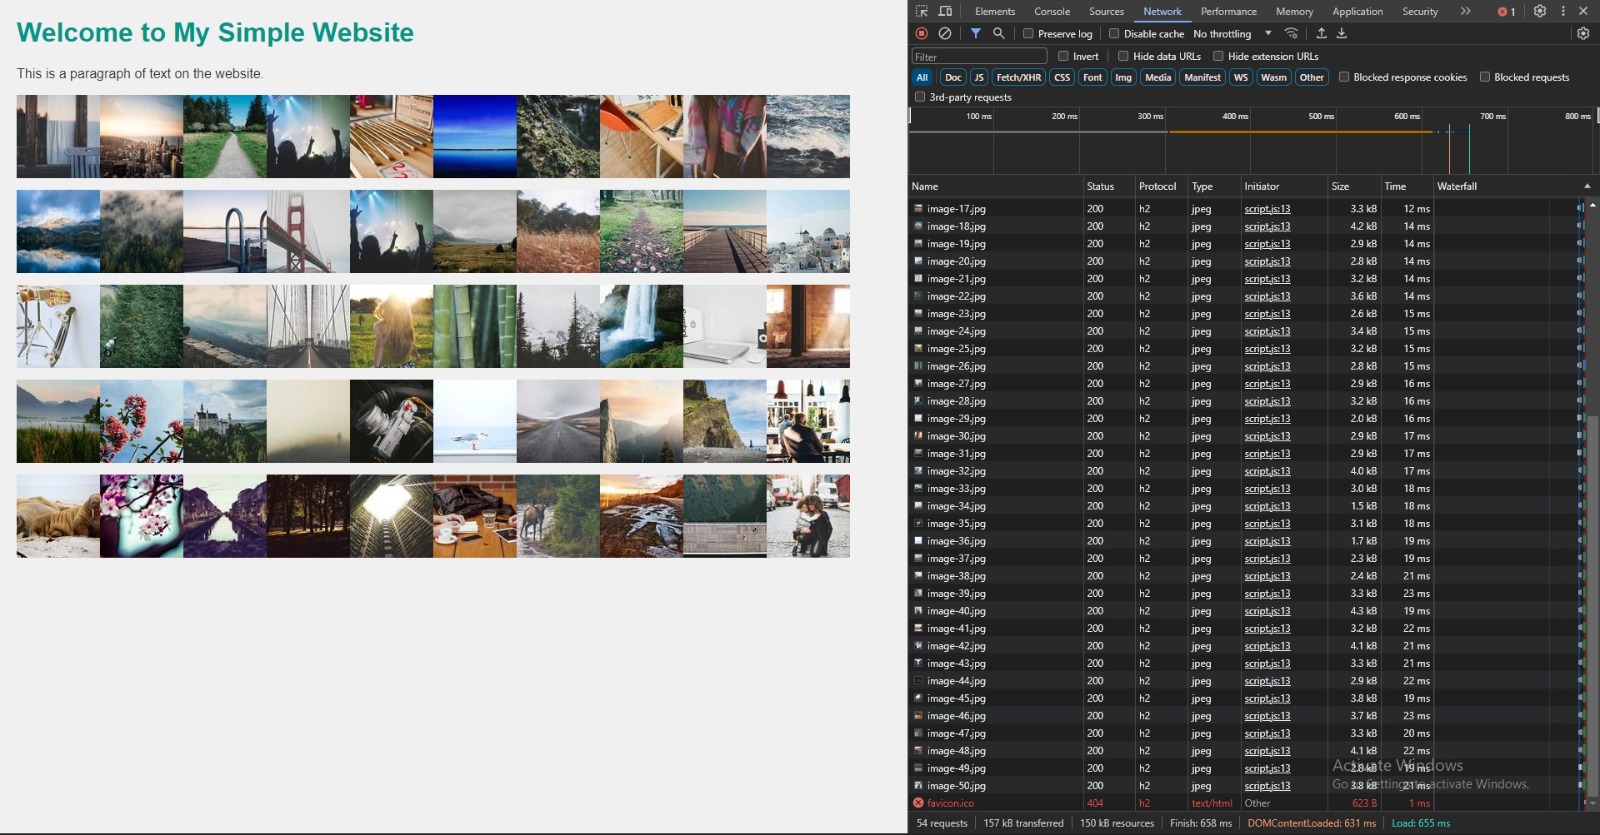 Welcome to My Simple Website
This is a paragraph of text on the website.
Elements Console Sources Network Performance Memory Application Security 1
Preserve log Disable cache No throttling
Filter Invert Hide data URLs Hide extension URLs
All Doc JS Fetch/XHR CSS Font Img Media Manifest WS Wasm Other Blocked response cookies Blocked requests
3rd-party requests
100 ms 200 ms 300 ms 400 ms 500 ms 600 ms 700 ms 800 ms
Name Status Protocol Type Initiator Size Time Waterfall
image-17.jpg 200 h2 jpeg script.js:13 3.3 kB 12 ms
image-18.jpg 200 h2 jpeg script.js:13 4.2 kB 14 ms
image-19.jpg 200 h2 jpeg script.js:13 2.9 kB 14 ms
image-20.jpg 200 h2 jpeg script.js:13 2.8 kB 14 ms
image-21.jpg 200 h2 jpeg script.js:13 3.2 kB 14 ms
image-22.jpg 200 h2 jpeg script.js:13 3.6 kB 14 ms
image-23.jpg 200 h2 jpeg script.js:13 2.6 kB 15 ms
image-24.jpg 200 h2 jpeg script.js:13 3.4 kB 15 ms
image-25.jpg 200 h2 jpeg script.js:13 3.2 kB 15 ms
image-26.jpg 200 h2 jpeg script.js:13 2.8 kB 15 ms
image-27.jpg 200 h2 jpeg script.js:13 2.9 kB 16 ms
image-28.jpg 200 h2 jpeg script.js:13 3.2 kB 16 ms
image-29.jpg 200 h2 jpeg script.js:13 2.0 kB 16 ms
image-30.jpg 200 h2 jpeg script.js:13 2.9 kB 17 ms
image-31.jpg 200 h2 jpeg script.js:13 2.9 kB 17 ms
image-32.jpg 200 h2 jpeg script.js:13 4.0 kB 17 ms
image-33.jpg 200 h2 jpeg script.js:13 3.0 kB 18 ms
image-34.jpg 200 h2 jpeg script.js:13 1.5 kB 18 ms
image-35.jpg 200 h2 jpeg script.js:13 3.1 kB 18 ms
image-36.jpg 200 h2 jpeg script.js:13 1.7 kB 19 ms
image-37.jpg 200 h2 jpeg script.js:13 2.3 kB 19 ms
image-38.jpg 200 h2 jpeg script.js:13 2.4 kB 21 ms
image-39.jpg 200 h2 jpeg script.js:13 3.3 kB 23 ms
image-40.jpg 200 h2 jpeg script.js:13 4.3 kB 19 ms
image-41.jpg 200 h2 jpeg script.js:13 3.2 kB 22 ms
image-42.jpg 200 h2 jpeg script.js:13 4.1 kB 21 ms
image-43.jpg 200 h2 jpeg script.js:13 3.3 kB 21 ms
image-44.jpg 200 h2 jpeg script.js:13 2.9 kB 22 ms
image-45.jpg 200 h2 jpeg script.js:13 3.8 kB 19 ms
image-46.jpg 200 h2 jpeg script.js:13 3.7 kB 23 ms
image-47.jpg 200 h2 jpeg script.js:13 3.3 kB 20 ms
image-48.jpg 200 h2 jpeg script.js:13 4.1 kB 22 ms
image-49.jpg 200 h2 jpeg script.js:13 19 ms
Activate Windows
image-50.jpg 200 h2 jpeg script.js:13 21 ms
Go to Settings to activate Windows.
favicon.ico 404 h2 text/html Other 623 B 1 ms
54 requests 157 kB transferred 150 kB resources Finish: 658 ms DOMContentLoaded: 631 ms Load: 655 ms